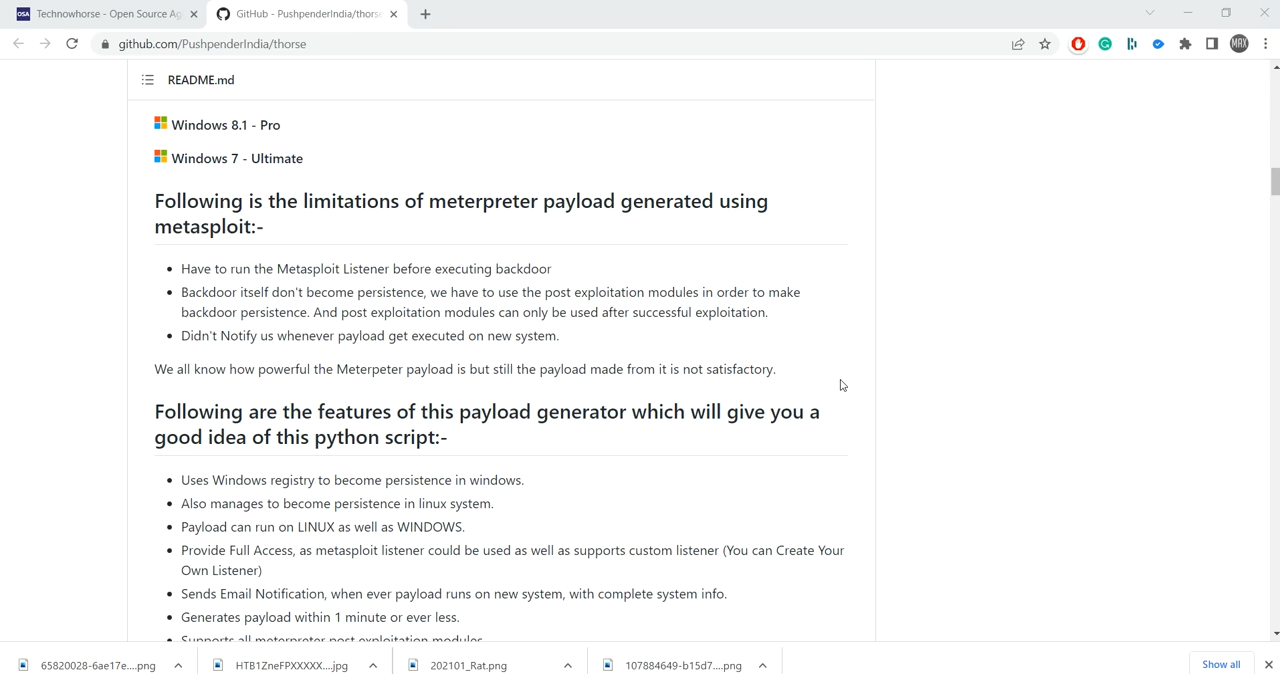 Technowhorse - Open Source Ag
GitHub - PushpenderIndia/thorse
github.com/PushpenderIndia/thorse
MAX
README.md
Windows 8.1 - Pro
Windows 7 - Ultimate
Following is the limitations of meterpreter payload generated using
metasploit:-
Have to run the Metasploit Listener before executing backdoor
Backdoor itself don't become persistence, we have to use the post exploitation modules in order to make
backdoor persistence. And post exploitation modules can only be used after successful exploitation.
Didn't Notify us whenever payload get executed on new system.
We all know how powerful the Meterpeter payload is but still the payload made from it is not satisfactory.
Following are the features of this payload generator which will give you a
good idea of this python script:-
Uses Windows registry to become persistence in windows.
Also manages to become persistence in linux system.
Payload can run on LINUX as well as WINDOWS.
Provide Full Access, as metasploit listener could be used as well as supports custom listener (You can Create Your
Own Listener)
Sends Email Notification, when ever payload runs on new system, with complete system info.
Generates payload within 1 minute or ever less.
Supports all meterpreter post exploitation modules
65820028-6ae17e....png
HTB1ZneFPXXXXX....jpg
202101_Rat.png
107884649-b15d7....png
Show all